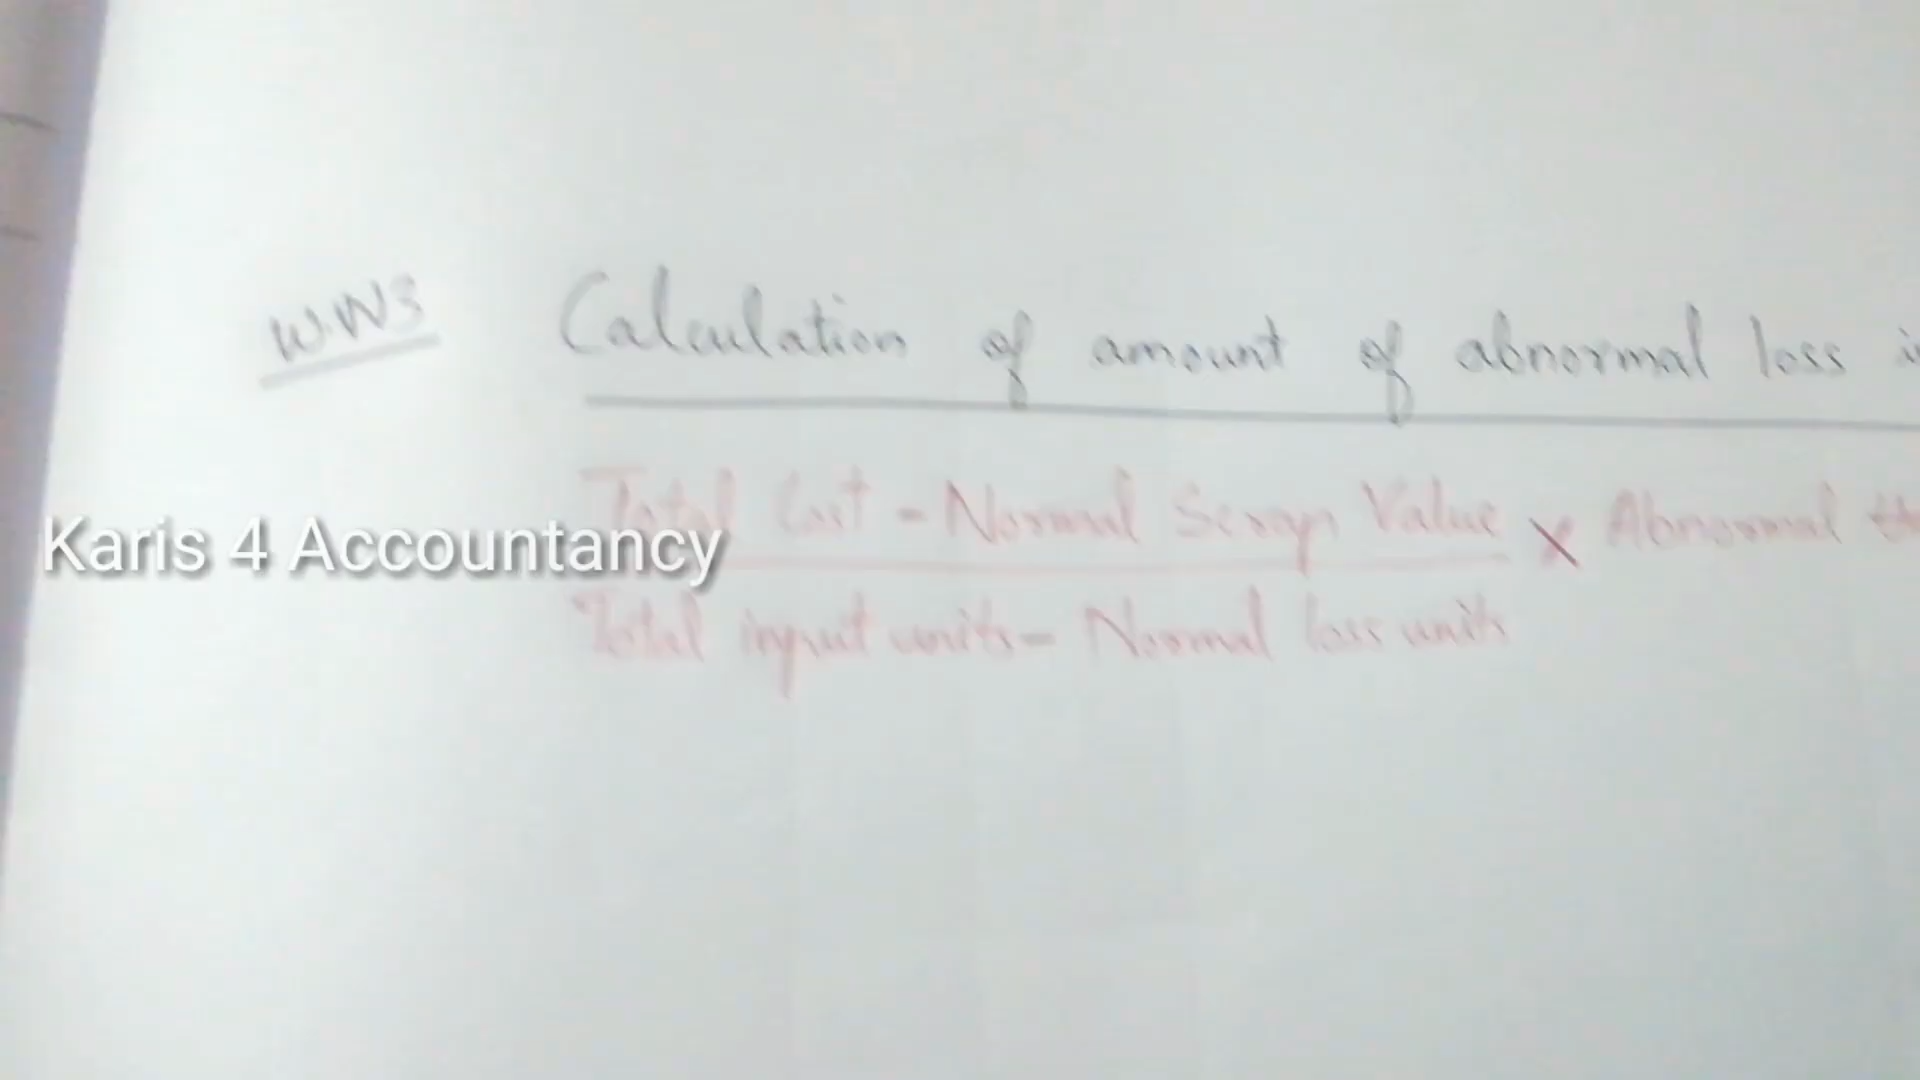 W.N3
Calculation of amount of abnormal loss
Total Cost - Normal Scrap Value X Abnormal
Karis 4 Accountancy
Total input units - Normal loss units